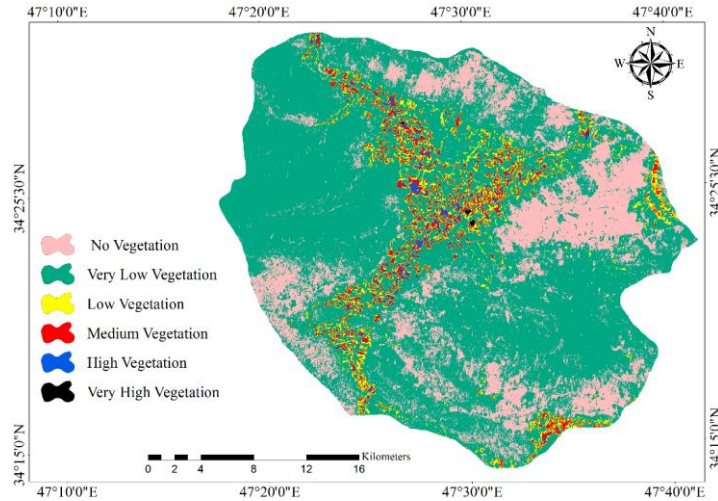 47°10'0"E 47°20'0"E 47°30'0"E 47°40'0"E
N
W E
S
34°25'30"N
34°25'30"N
No Vegetation
Very Low Vegetation
Low Vegetation
Medium Vegetation
High Vegetation
Very High Vegetation
34°15'0"N
34°15'0"N
Kilometers
0 2 4 8 12 16
47°10'0"E 47°20'0"E 47°30'0"E 47°40'0"E